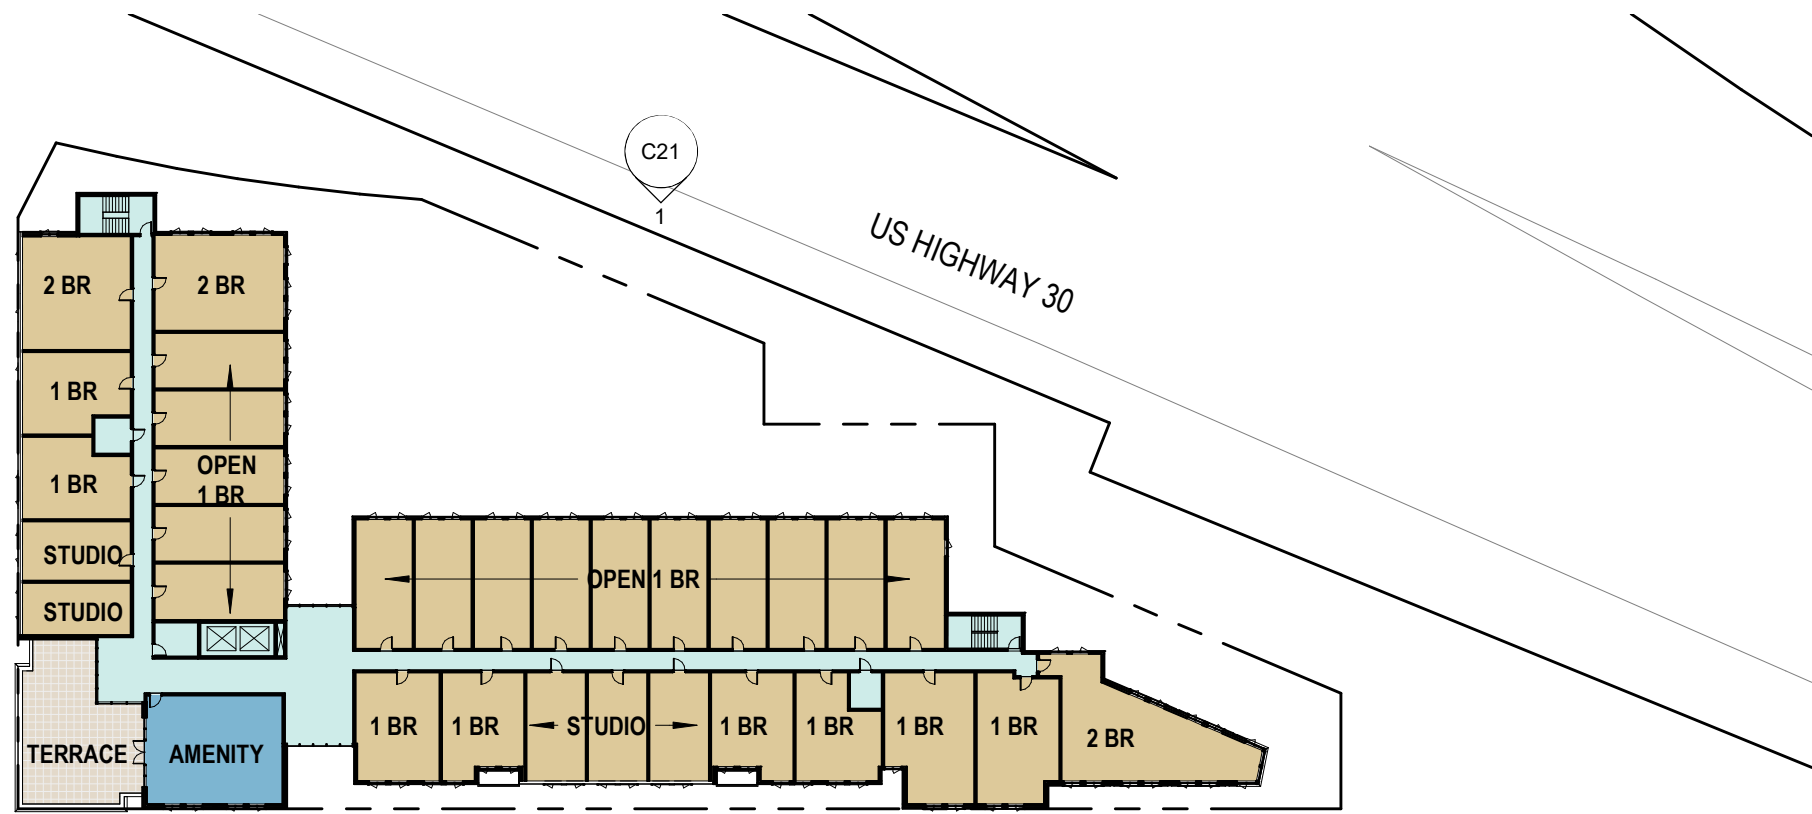 C21
1
US HIGHWAY 30
2 BR
2 BR
1 BR
OPEN
1 BR
1 BR
STUDIO
STUDIO
OPEN 1 BR
1 BR
1 BR
STUDIO
1 BR
1 BR
1 BR
1 BR
2 BR
TERRACE
AMENITY